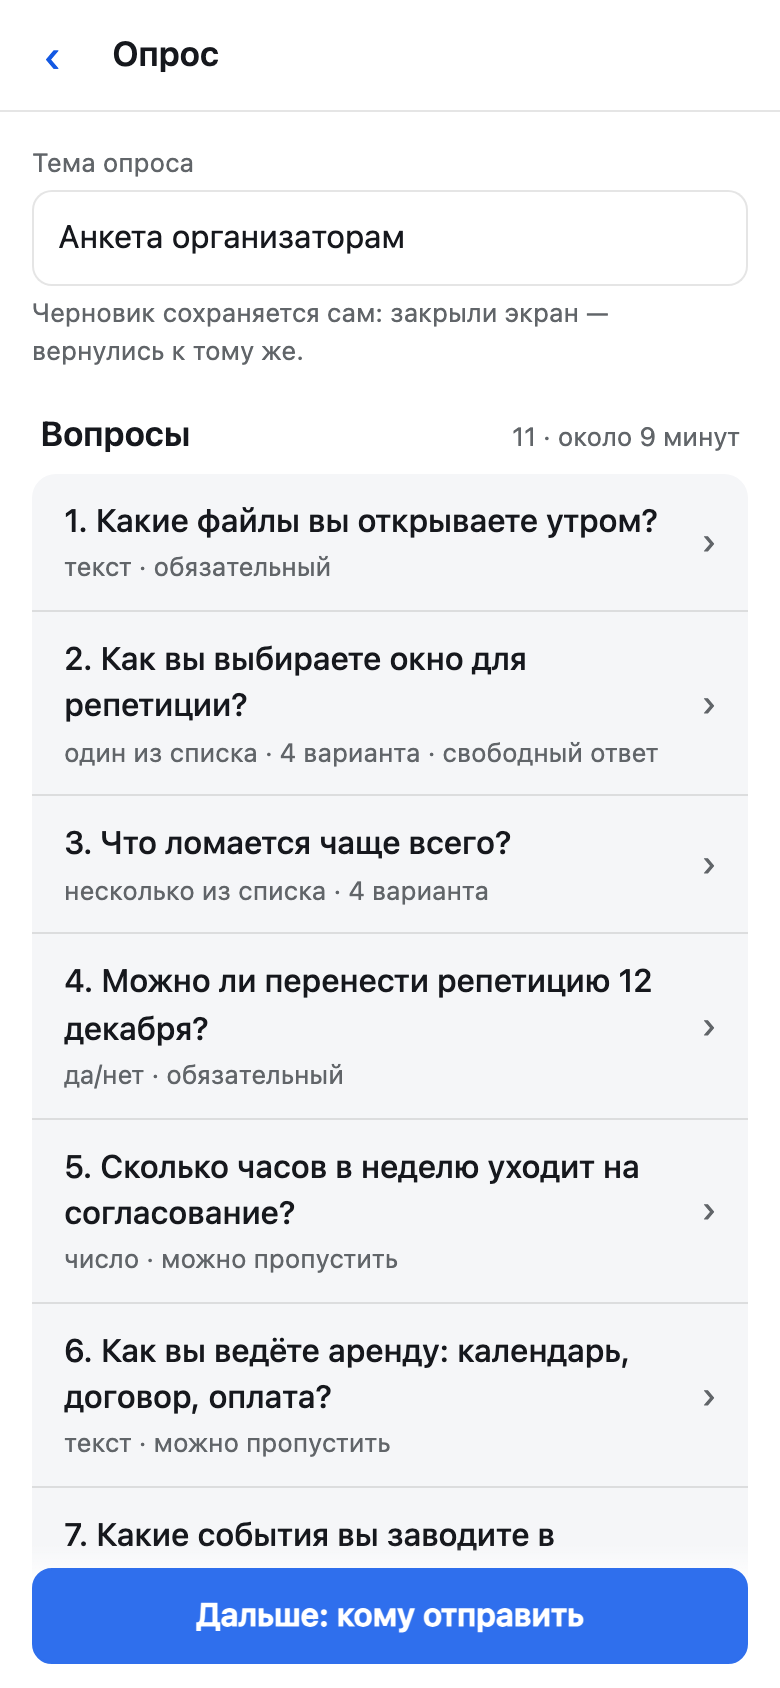 ‹ Опрос
Тема опроса
Анкета организаторам
Черновик сохраняется сам: закрыли экран —
вернулись к тому же.
Вопросы 11 · около 9 минут
1. Какие файлы вы открываете утром?
текст · обязательный
›
2. Как вы выбираете окно для
репетиции?
один из списка · 4 варианта · свободный ответ
›
3. Что ломается чаще всего?
несколько из списка · 4 варианта
›
4. Можно ли перенести репетицию 12
декабря?
да/нет · обязательный
›
5. Сколько часов в неделю уходит на
согласование?
число · можно пропустить
›
6. Как вы ведёте аренду: календарь,
договор, оплата?
текст · можно пропустить
›
7. Какие события вы заводите в
Дальше: кому отправить